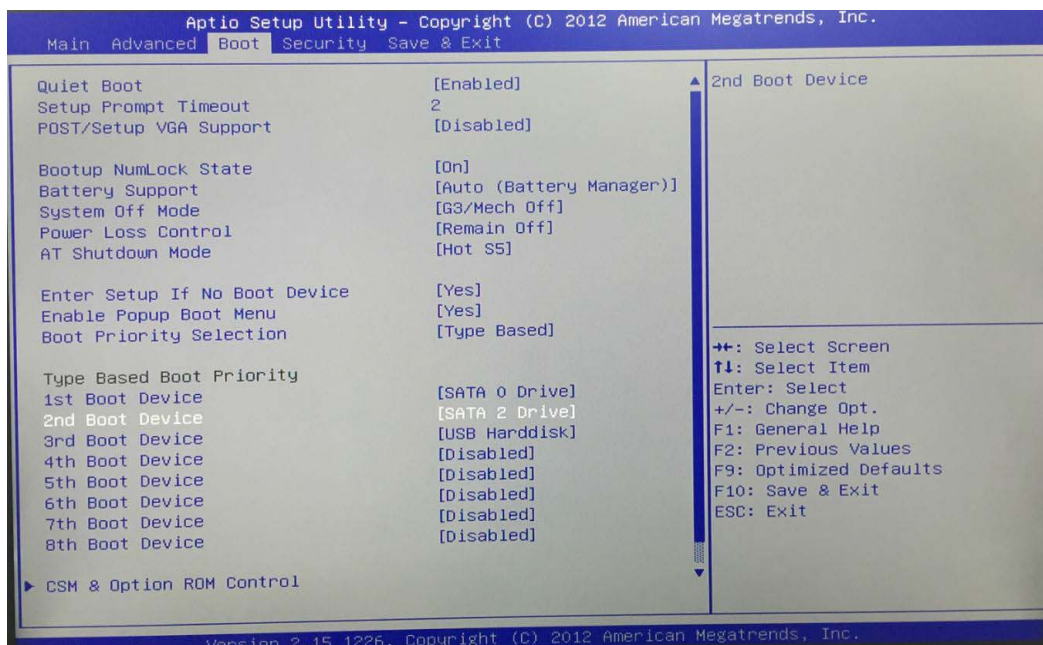 Aptio Setup Utility – Copyright (C) 2012 American Megatrends, Inc.
Main Advanced Boot Security Save & Exit
Quiet Boot [Enabled]
Setup Prompt Timeout 2
POST/Setup VGA Support [Disabled]
Bootup NumLock State [On]
Battery Support [Auto (Battery Manager)]
System Off Mode [G3/Mech Off]
Power Loss Control [Remain Off]
AT Shutdown Mode [Hot S5]
Enter Setup If No Boot Device [Yes]
Enable Popup Boot Menu [Yes]
Boot Priority Selection [Type Based]
Type Based Boot Priority
1st Boot Device [SATA 0 Drive]
2nd Boot Device [SATA 2 Drive]
3rd Boot Device [USB Harddisk]
4th Boot Device [Disabled]
5th Boot Device [Disabled]
6th Boot Device [Disabled]
7th Boot Device [Disabled]
8th Boot Device [Disabled]
CSM & Option ROM Control
2nd Boot Device
→←: Select Screen
↑↓: Select Item
Enter: Select
+/-: Change Opt.
F1: General Help
F2: Previous Values
F9: Optimized Defaults
F10: Save & Exit
ESC: Exit
Version 2.15.1226. Copyright (C) 2012 American Megatrends, Inc.